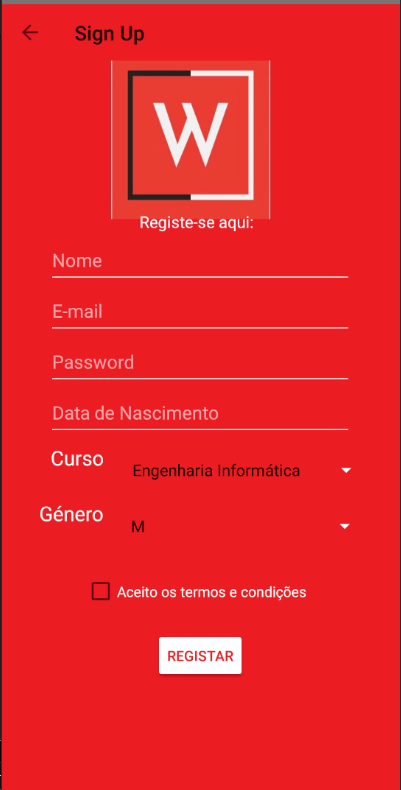 Sign Up
W
Registe-se aqui:
Nome
E-mail
Password
Data de Nascimento
Curso
Engenharia Informática
Género
M
Aceito os termos e condições
REGISTAR